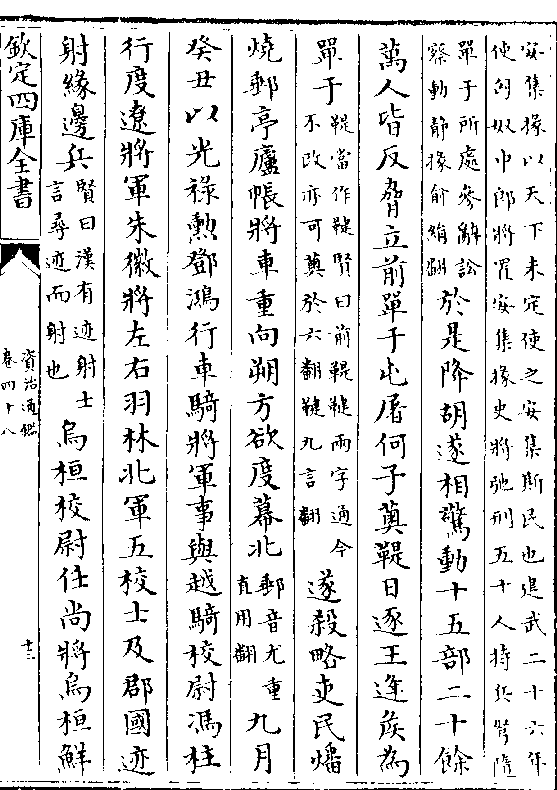 安集掾以天下未定使之安集斯民也建武二十六年
使匈奴中郎將置安集掾史將弛刑五十人持兵弩隨
單于所處參辭訟
察動静掾俞絹翻
於是降胡遂相驚動十五部二十餘
萬人皆反脅立前單于屯屠何子薁鞮日逐王逄侯為
單于
鞮當作鞬賢曰前鞮鞬兩字通今
不改亦可薁於六翻鞬九言翻
遂殺略吏民燔
燒郵亭廬帳將車重向朔方欲度幕北
郵音尤重
直用翻
九月
癸丑以光祿勲鄧鴻行車騎將軍事與越騎校尉馮柱
行度遼將軍朱徽將左右羽林北軍五校士及郡國迹
射緣邊兵
賢曰漢有迹射士
言尋迹而射也
烏桓校尉任尚將烏桓鮮
欽定四庫全書
資治通鑑
卷四十八
十三